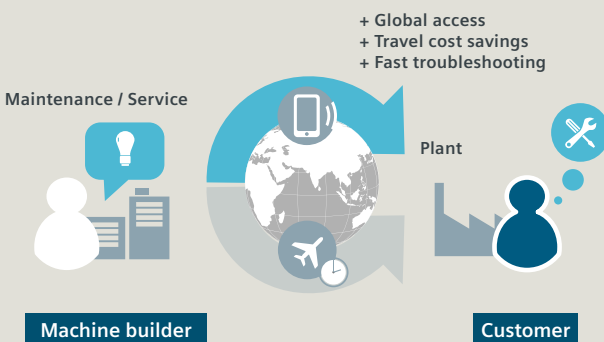 + Global access
+ Travel cost savings
+ Fast troubleshooting
Maintenance / Service
Plant
Machine builder
Customer